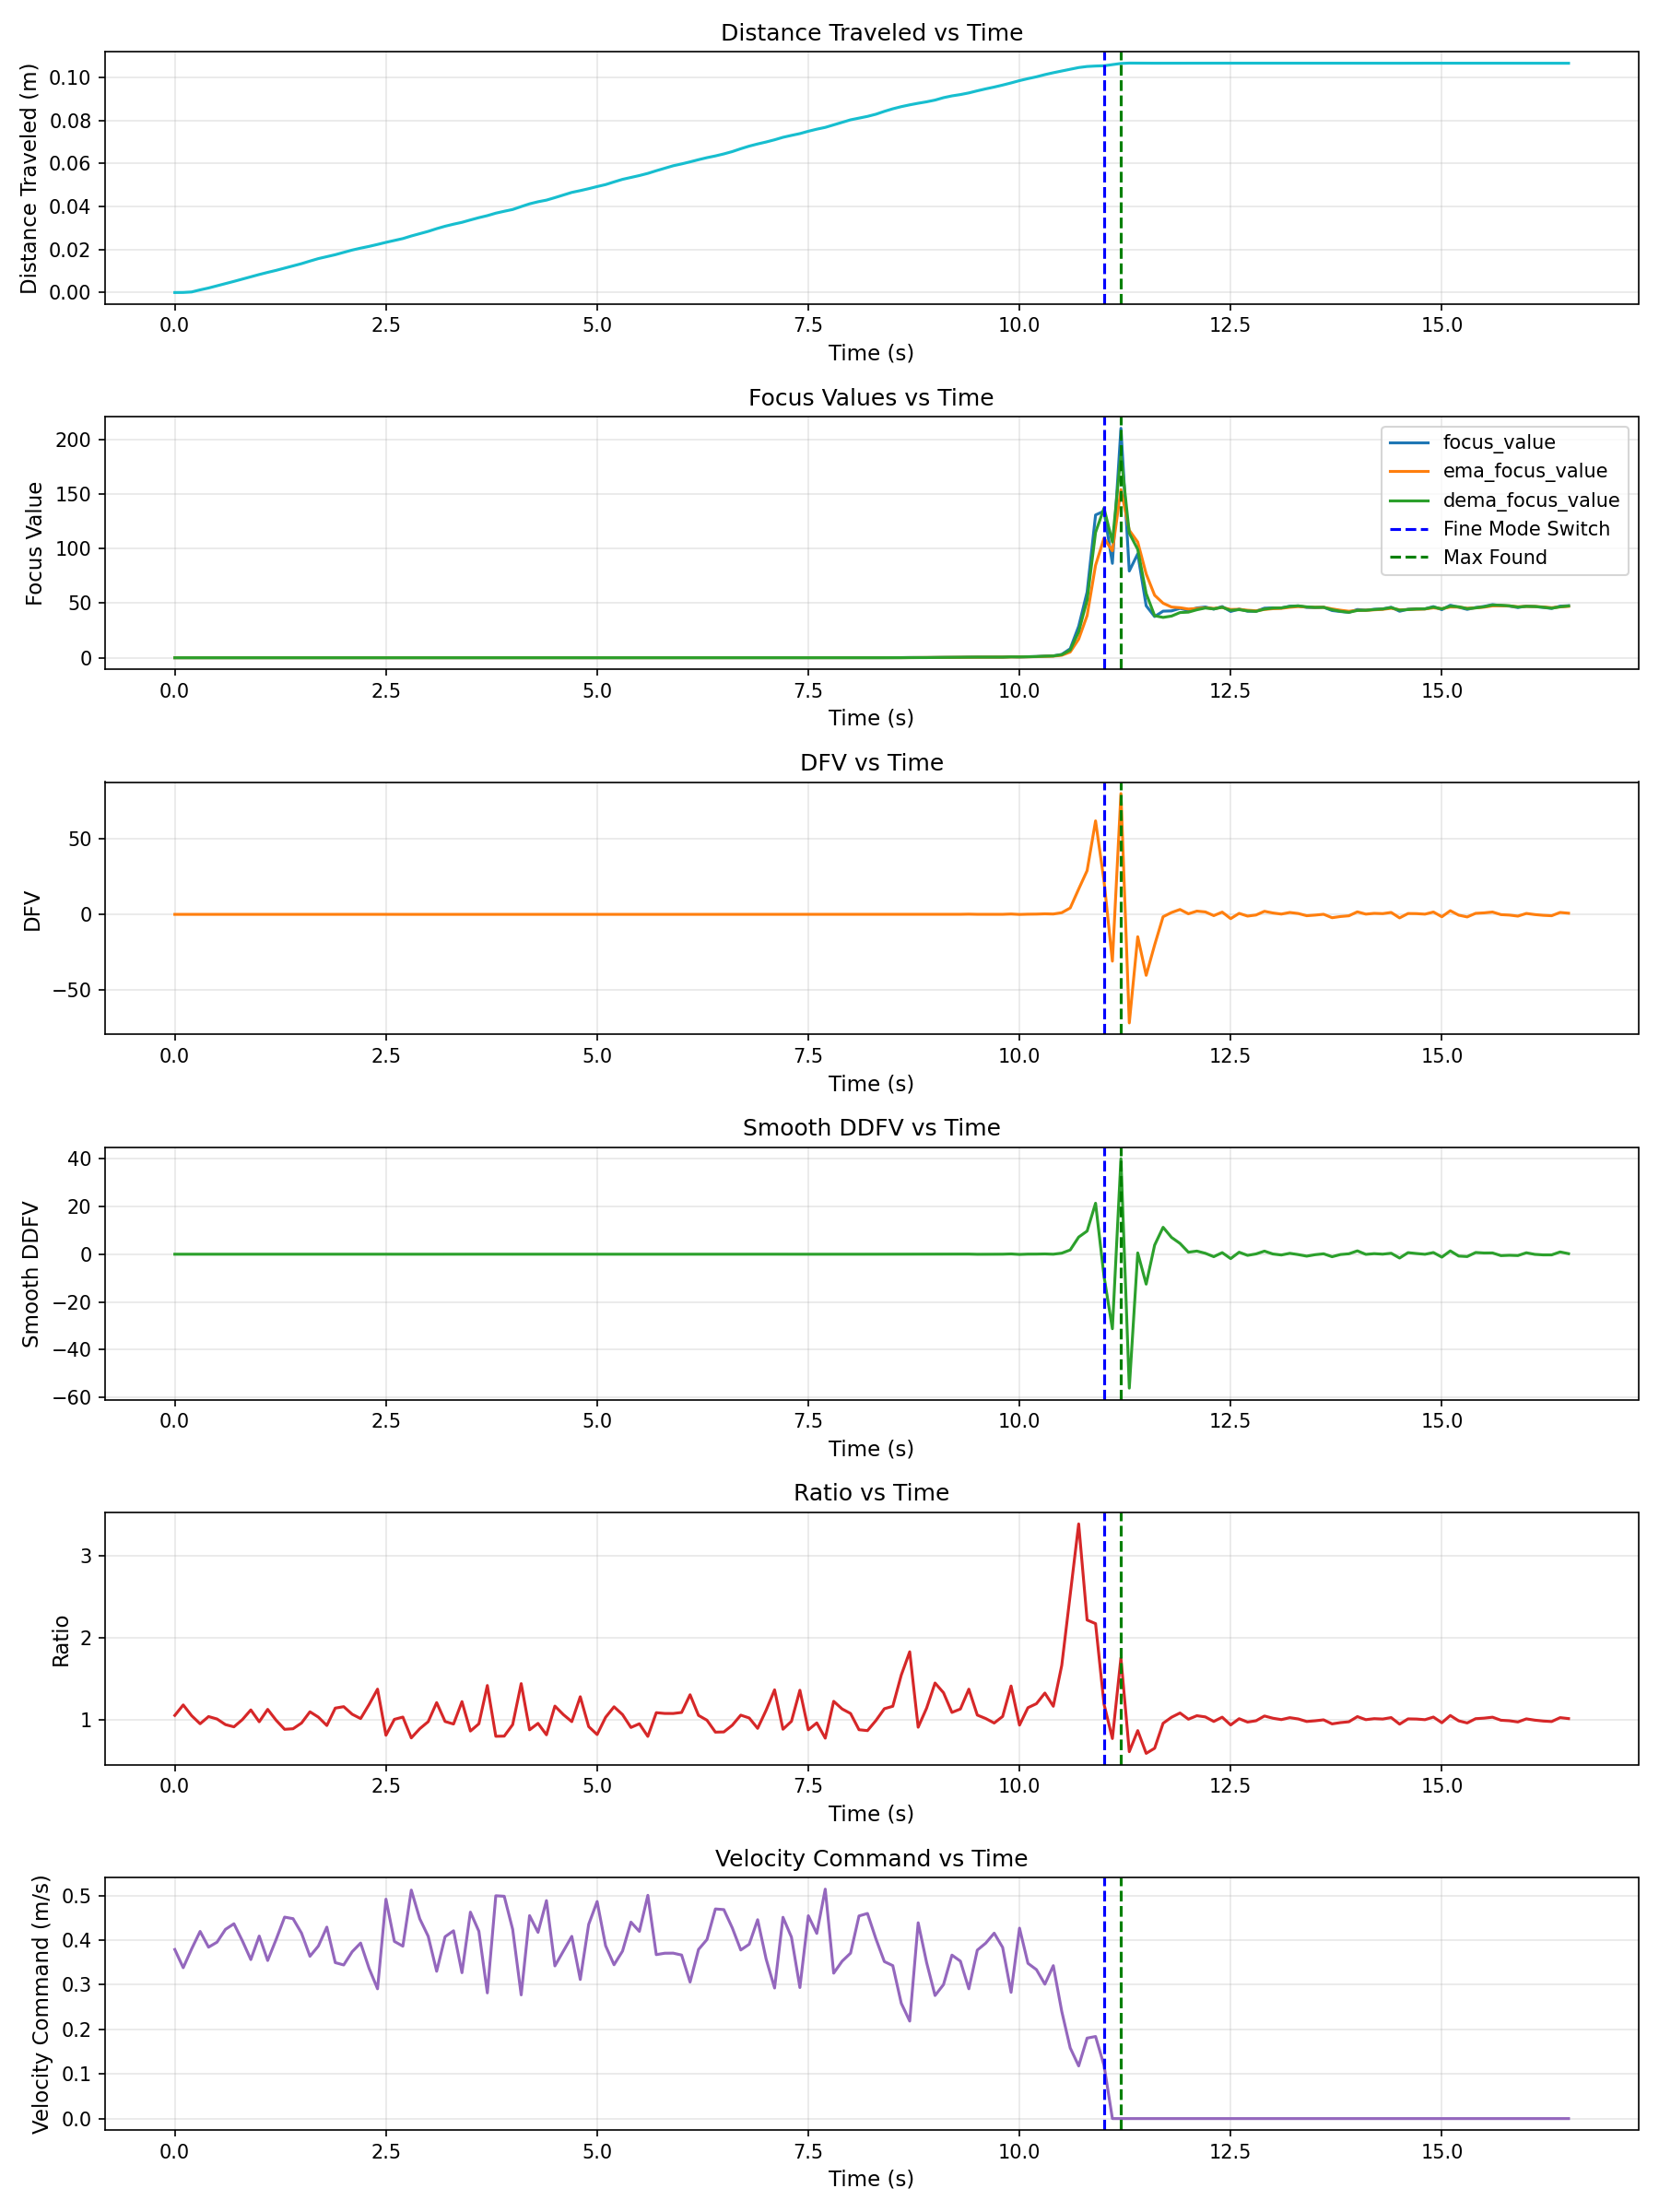 Distance Traveled vs Time
Distance Traveled (m)
0.10
0.08
0.06
0.04
0.02
0.00
0.0 2.5 5.0 7.5 10.0 12.5 15.0
Time (s)
Focus Values vs Time
Focus Value
200
150
100
50
0
focus_value
ema_focus_value
dema_focus_value
Fine Mode Switch
Max Found
0.0 2.5 5.0 7.5 10.0 12.5 15.0
Time (s)
DFV vs Time
DFV
50
0
−50
0.0 2.5 5.0 7.5 10.0 12.5 15.0
Time (s)
Smooth DDFV vs Time
Smooth DDFV
40
20
0
−20
−40
−60
0.0 2.5 5.0 7.5 10.0 12.5 15.0
Time (s)
Ratio vs Time
Ratio
3
2
1
0.0 2.5 5.0 7.5 10.0 12.5 15.0
Time (s)
Velocity Command vs Time
Velocity Command (m/s)
0.5
0.4
0.3
0.2
0.1
0.0
0.0 2.5 5.0 7.5 10.0 12.5 15.0
Time (s)